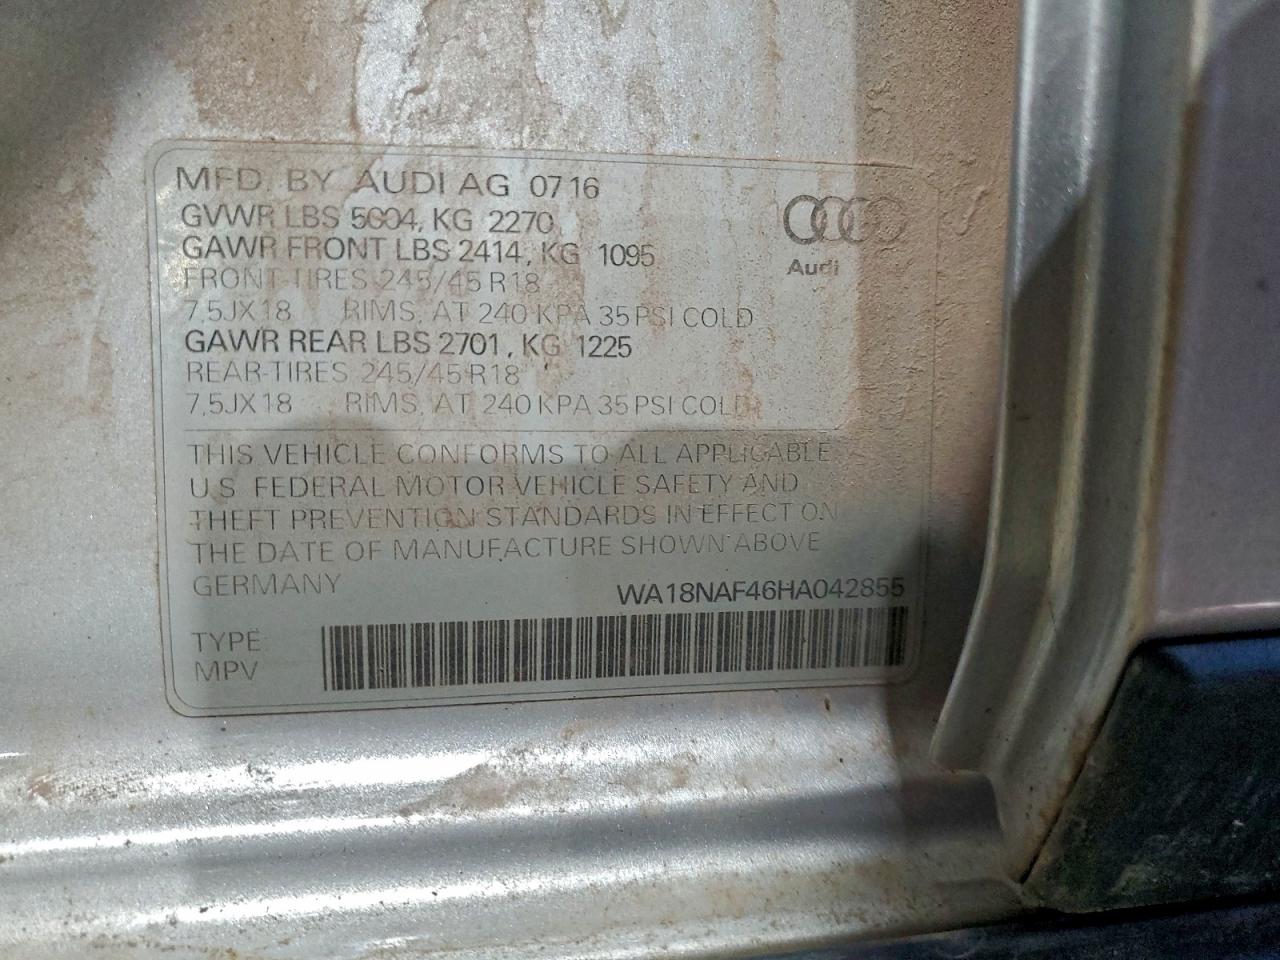 MFD. BY AUDI AG 0716
GVWR LBS 5004, KG 2270
GAWR FRONT LBS 2414, KG 1095
Audi
FRONT-TIRES 245/45 R18
7,5JX18 RIMS, AT 240 KPA 35 PSI COLD
GAWR REAR LBS 2701, KG 1225
REAR-TIRES 245/45 R18
7,5JX18 RIMS, AT 240 KPA 35 PSI COLD
THIS VEHICLE CONFORMS TO ALL APPLICABLE
U.S. FEDERAL MOTOR VEHICLE SAFETY AND
THEFT PREVENTION STANDARDS IN EFFECT ON
THE DATE OF MANUFACTURE SHOWN ABOVE
GERMANY WA18NAF46HA042855
TYPE:
MPV